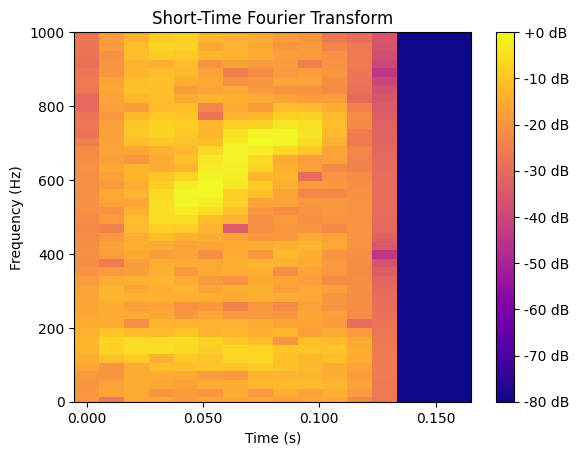 Short-Time Fourier Transform
1000
800
600
400
200
0
Frequency (Hz)
0.000
0.050
0.100
0.150
Time (s)
+0 dB
-10 dB
-20 dB
-30 dB
-40 dB
-50 dB
-60 dB
-70 dB
-80 dB